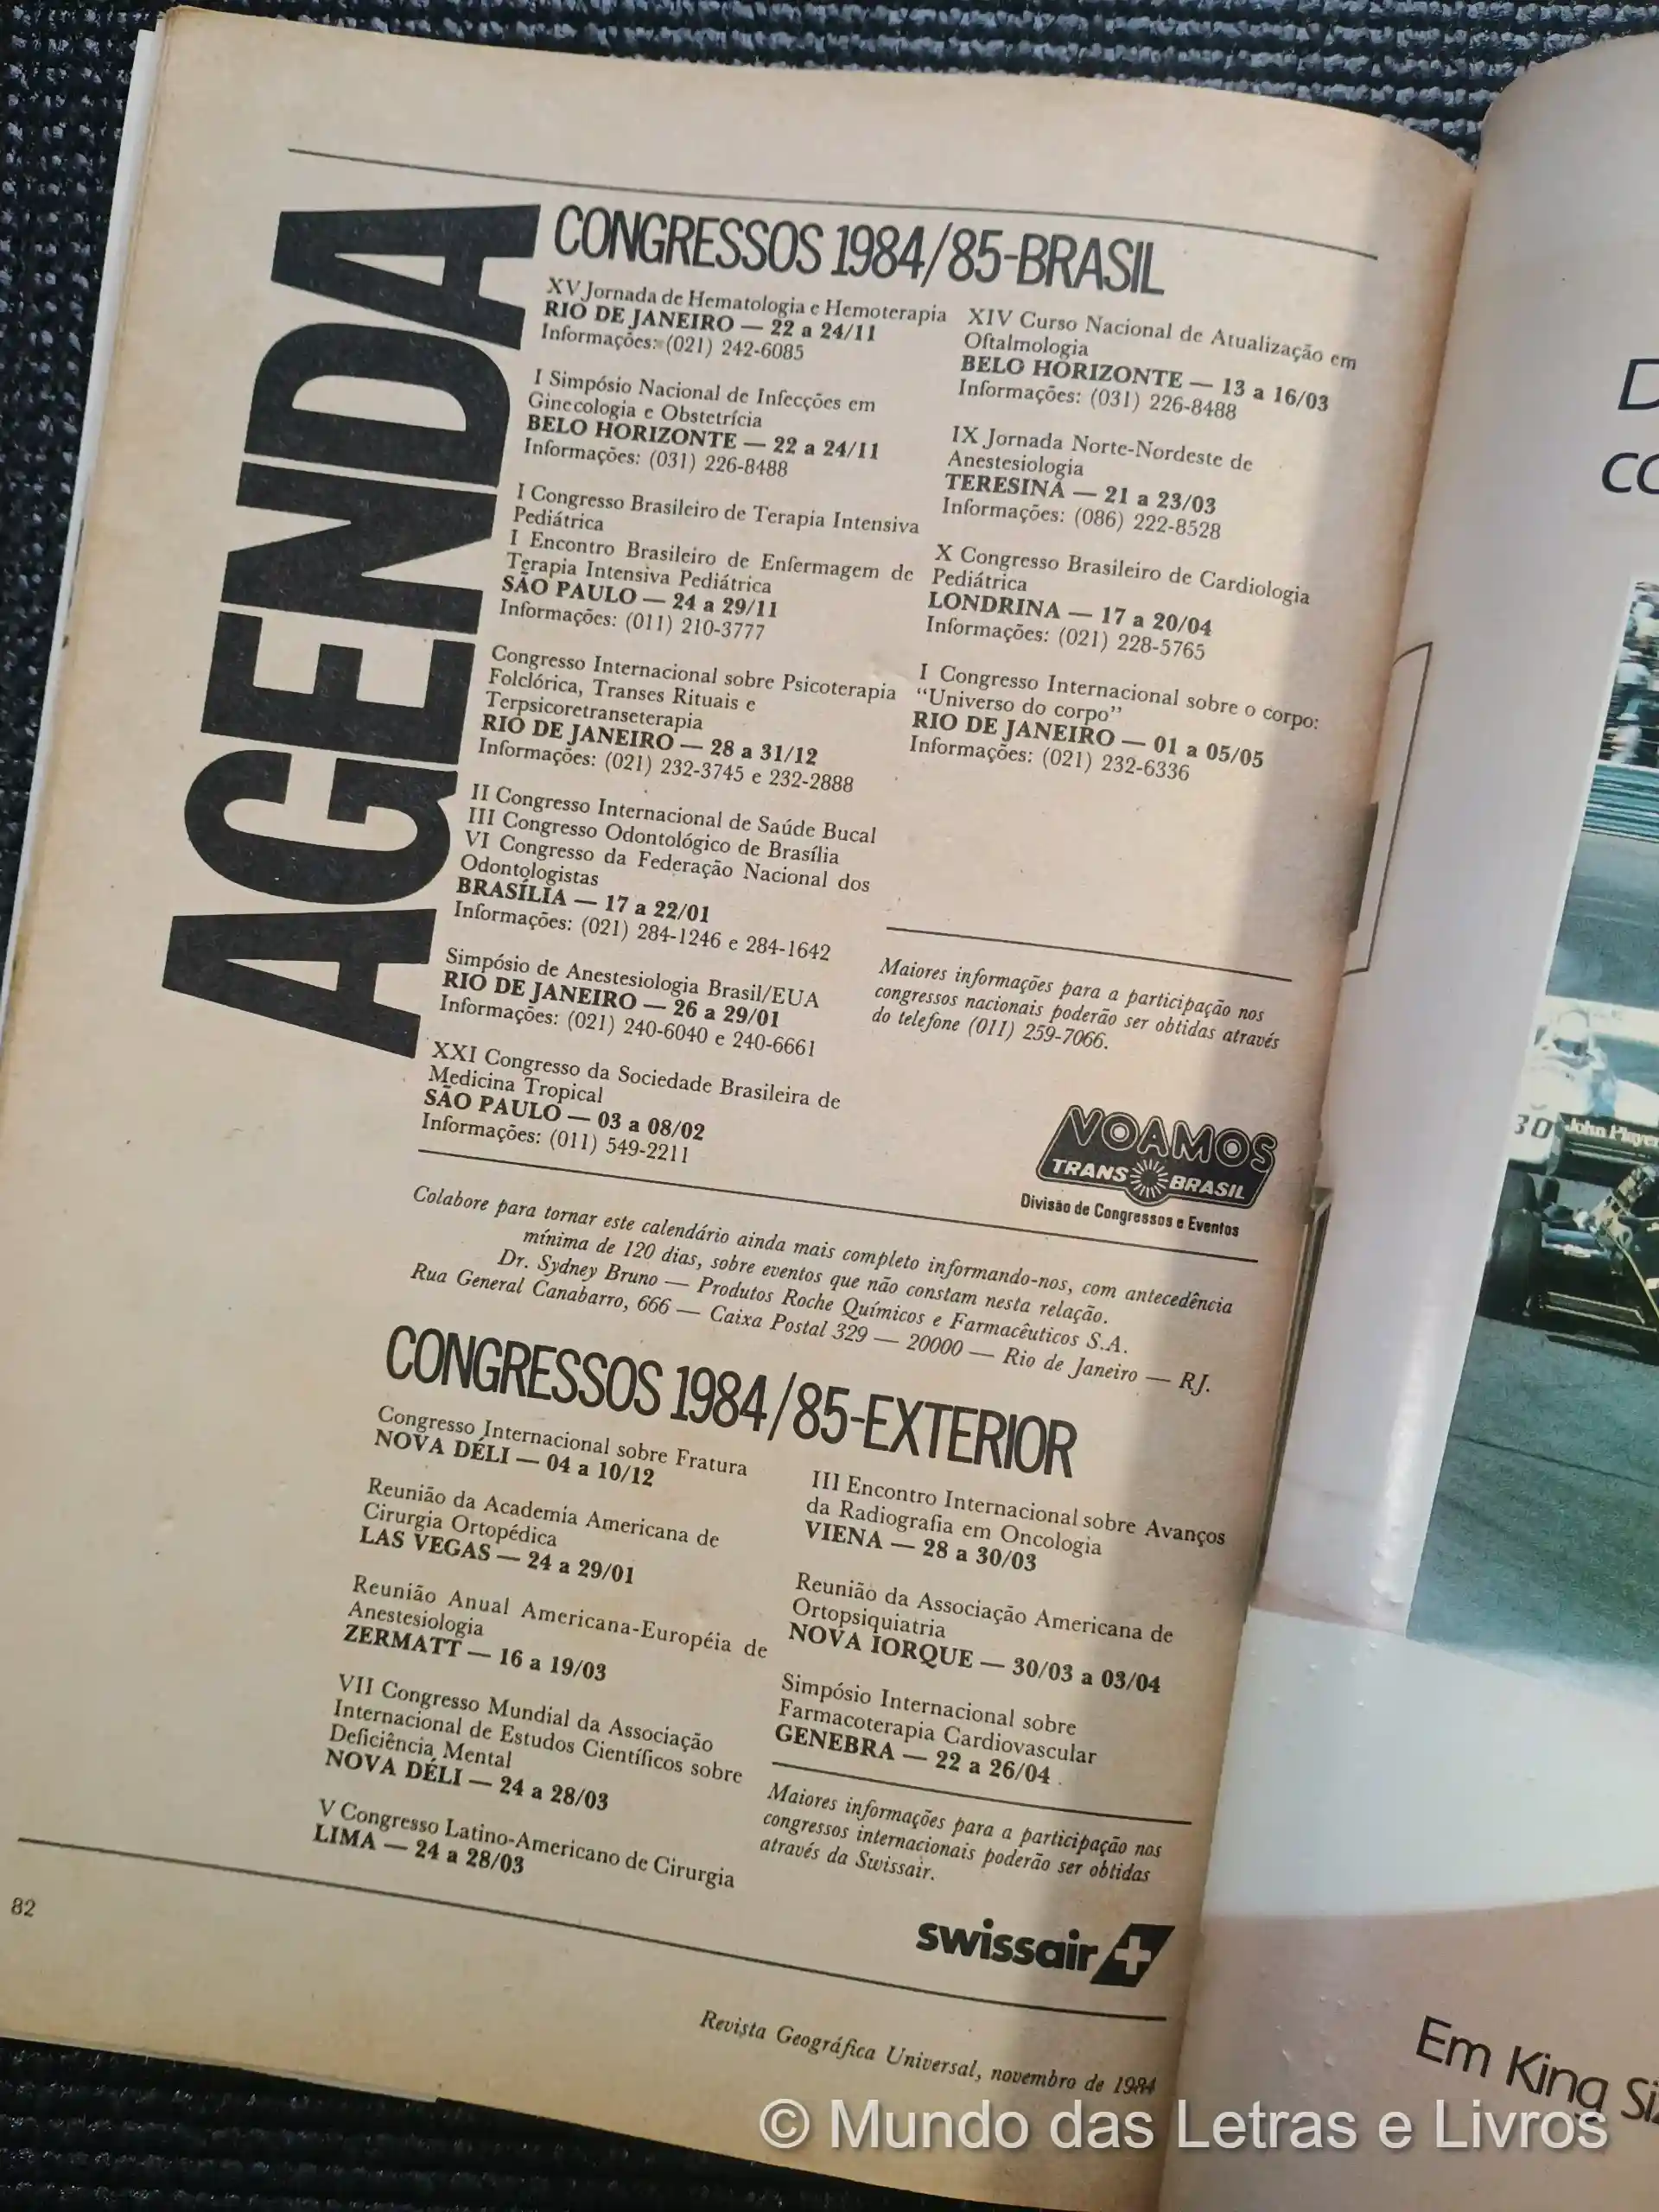 AGENDA
CONGRESSOS 1984/85-BRASIL
XV Jornada de Hematologia e Hemoterapia
RIO DE JANEIRO — 22 a 24/11
Informações: (021) 242-6085
I Simpósio Nacional de Infecções em
Ginecologia e Obstetrícia
BELO HORIZONTE — 22 a 24/11
Informações: (031) 226-8488
I Congresso Brasileiro de Terapia Intensiva
Pediátrica
I Encontro Brasileiro de Enfermagem de
Terapia Intensiva Pediátrica
SÃO PAULO — 24 a 29/11
Informações: (011) 210-3777
Congresso Internacional sobre Psicoterapia
Folclórica, Transes Rituais e
Terpsicoretranseterapia
RIO DE JANEIRO — 28 a 31/12
Informações: (021) 232-3745 e 232-2888
II Congresso Internacional de Saúde Bucal
III Congresso Odontológico de Brasília
VI Congresso da Federação Nacional dos
Odontologistas
BRASÍLIA — 17 a 22/01
Informações: (021) 284-1246 e 284-1642
Simpósio de Anestesiologia Brasil/EUA
RIO DE JANEIRO — 26 a 29/01
Informações: (021) 240-6040 e 240-6661
XXI Congresso da Sociedade Brasileira de
Medicina Tropical
SÃO PAULO — 03 a 08/02
Informações: (011) 549-2211
XIV Curso Nacional de Atualização em
Oftalmologia
BELO HORIZONTE — 13 a 16/03
Informações: (031) 226-8488
IX Jornada Norte-Nordeste de
Anestesiologia
TERESINA — 21 a 23/03
Informações: (086) 222-8528
X Congresso Brasileiro de Cardiologia
Pediátrica
LONDRINA — 17 a 20/04
Informações: (021) 228-5765
I Congresso Internacional sobre o corpo:
“Universo do corpo”
RIO DE JANEIRO — 01 a 05/05
Informações: (021) 232-6336
Maiores informações para a participação nos
congressos nacionais poderão ser obtidas através
do telefone (011) 259-7066.
VOAMOS
TRANS BRASIL
Divisão de Congressos e Eventos
Colabore para tornar este calendário ainda mais completo informando-nos, com antecedência
mínima de 120 dias, sobre eventos que não constam nesta relação.
Dr. Sydney Bruno — Produtos Roche Químicos e Farmacêuticos S.A.
Rua General Canabarro, 666 — Caixa Postal 329 — 20000 — Rio de Janeiro — RJ.
CONGRESSOS 1984/85-EXTERIOR
Congresso Internacional sobre Fratura
NOVA DÉLI — 04 a 10/12
Reunião da Academia Americana de
Cirurgia Ortopédica
LAS VEGAS — 24 a 29/01
Reunião Anual Americana-Européia de
Anestesiologia
ZERMATT — 16 a 19/03
VII Congresso Mundial da Associação
Internacional de Estudos Científicos sobre
Deficiência Mental
NOVA DÉLI — 24 a 28/03
V Congresso Latino-Americano de Cirurgia
LIMA — 24 a 28/03
III Encontro Internacional sobre Avanços
da Radiografia em Oncologia
VIENA — 28 a 30/03
Reunião da Associação Americana de
Ortopsiquiatria
NOVA IORQUE — 30/03 a 03/04
Simpósio Internacional sobre
Farmacoterapia Cardiovascular
GENEBRA — 22 a 26/04
Maiores informações para a participação nos
congressos internacionais poderão ser obtidas
através da Swissair.
swissair
82
Revista Geográfica Universal, novembro de 1984
John Player
Em King
© Mundo das Letras e Livros